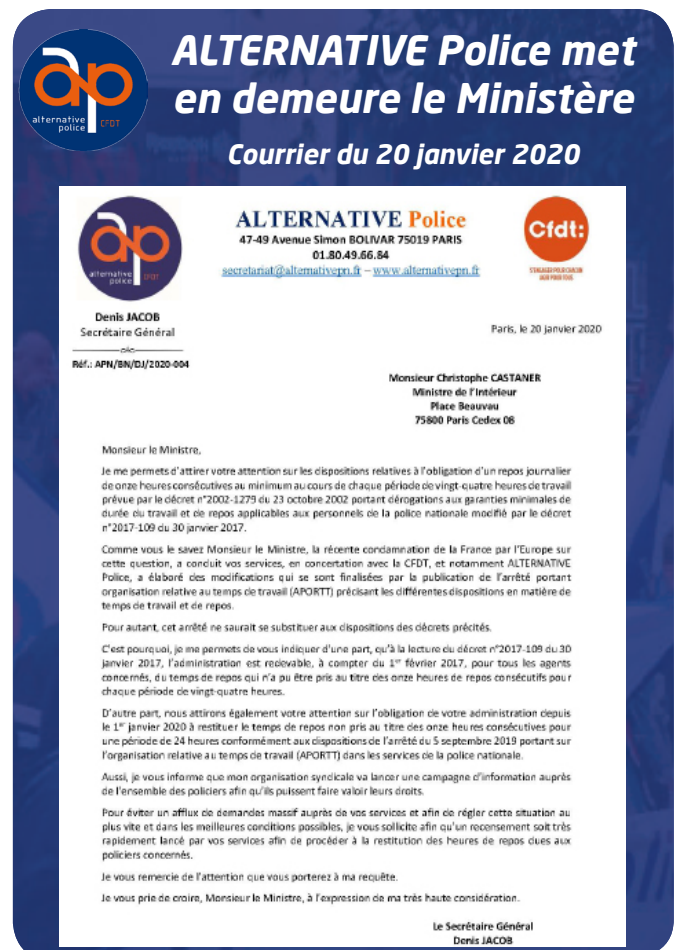 ALTERNATIVE Police met
en demeure le Ministère
Courrier du 20 janvier 2020
ap
alternative
police CFDT
ap
alternative
police CFDT
ALTERNATIVE Police
47-49 Avenue Simon BOLIVAR 75019 PARIS
01.80.49.66.84
secretariat@alternativepn.fr – www.alternativepn.fr
Cfdt:
S'ENGAGER POUR CHACUN
AGIR POUR TOUS
Denis JACOB
Secrétaire Général
Réf.: APN/BN/DJ/2020-004
Paris, le 20 janvier 2020
Monsieur Christophe CASTANER
Ministre de l'Intérieur
Place Beauvau
75800 Paris Cedex 08
Monsieur le Ministre,
Je me permets d'attirer votre attention sur les dispositions relatives à l'obligation d'un repos journalier
de onze heures consécutives au minimum au cours de chaque période de vingt-quatre heures de travail
prévue par le décret n°2002-1279 du 23 octobre 2002 portant dérogations aux garanties minimales de
durée du travail et de repos applicables aux personnels de la police nationale modifié par le décret
n°2017-109 du 30 janvier 2017.
Comme vous le savez Monsieur le Ministre, la récente condamnation de la France par l'Europe sur
cette question, a conduit vos services, en concertation avec la CFDT, et notamment ALTERNATIVE
Police, a élaboré des modifications qui se sont finalisées par la publication de l'arrêté portant
organisation relative au temps de travail (APORTT) précisant les différentes dispositions en matière de
temps de travail et de repos.
Pour autant, cet arrêté ne saurait se substituer aux dispositions des décrets précités.
C'est pourquoi, je me permets de vous indiquer d'une part, qu'à la lecture du décret n°2017-109 du 30
janvier 2017, l'administration est redevable, à compter du 1er février 2017, pour tous les agents
concernés, du temps de repos qui n'a pu être pris au titre des onze heures de repos consécutifs pour
chaque période de vingt-quatre heures.
D'autre part, nous attirons également votre attention sur l'obligation de votre administration depuis
le 1er janvier 2020 à restituer le temps de repos non pris au titre des onze heures consécutives pour
une période de 24 heures conformément aux dispositions de l'arrêté du 5 septembre 2019 portant sur
l'organisation relative au temps de travail (APORTT) dans les services de la police nationale.
Aussi, je vous informe que mon organisation syndicale va lancer une campagne d'information auprès
de l'ensemble des policiers afin qu'ils puissent faire valoir leurs droits.
Pour éviter un afflux de demandes massif auprès de vos services et afin de régler cette situation au
plus vite et dans les meilleures conditions possibles, je vous sollicite afin qu'un recensement soit très
rapidement lancé par vos services afin de procéder à la restitution des heures de repos dues aux
policiers concernés.
Je vous remercie de l'attention que vous porterez à ma requête.
Je vous prie de croire, Monsieur le Ministre, à l'expression de ma très haute considération.
Le Secrétaire Général
Denis JACOB